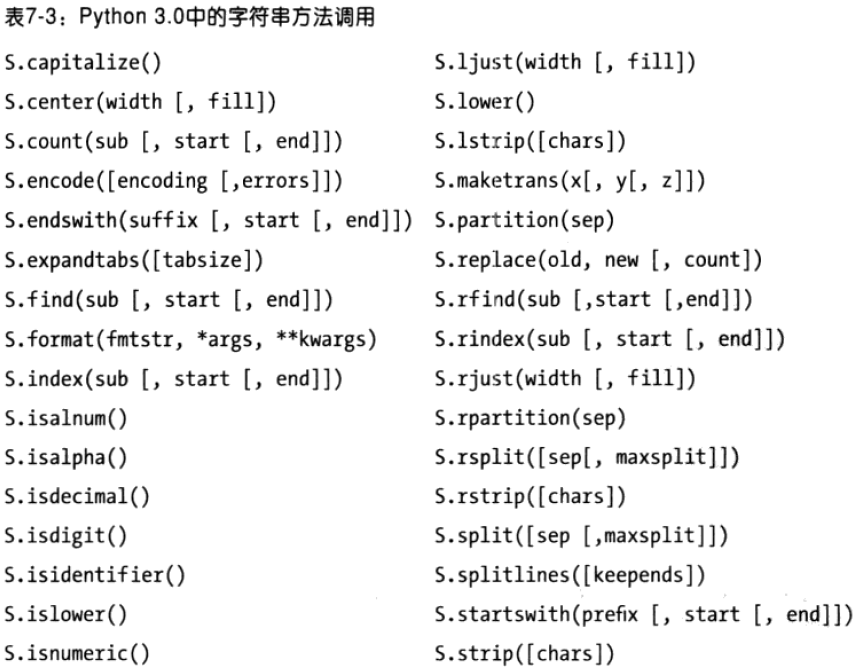 表7-3：Python 3.0中的字符串方法调用
S.capitalize() S.ljust(width [, fill])
S.center(width [, fill]) S.lower()
S.count(sub [, start [, end]]) S.lstrip([chars])
S.encode([encoding [,errors]]) S.maketrans(x[, y[, z]])
S.endswith(suffix [, start [, end]]) S.partition(sep)
S.expandtabs([tabsize]) S.replace(old, new [, count])
S.find(sub [, start [, end]]) S.rfind(sub [,start [,end]])
S.format(fmtstr, *args, **kwargs) S.rindex(sub [, start [, end]])
S.index(sub [, start [, end]]) S.rjust(width [, fill])
S.isalnum() S.rpartition(sep)
S.isalpha() S.rsplit([sep[, maxsplit]])
S.isdecimal() S.rstrip([chars])
S.isdigit() S.split([sep [,maxsplit]])
S.isidentifier() S.splitlines([keepends])
S.islower() S.startswith(prefix [, start [, end]])
S.isnumeric() S.strip([chars])